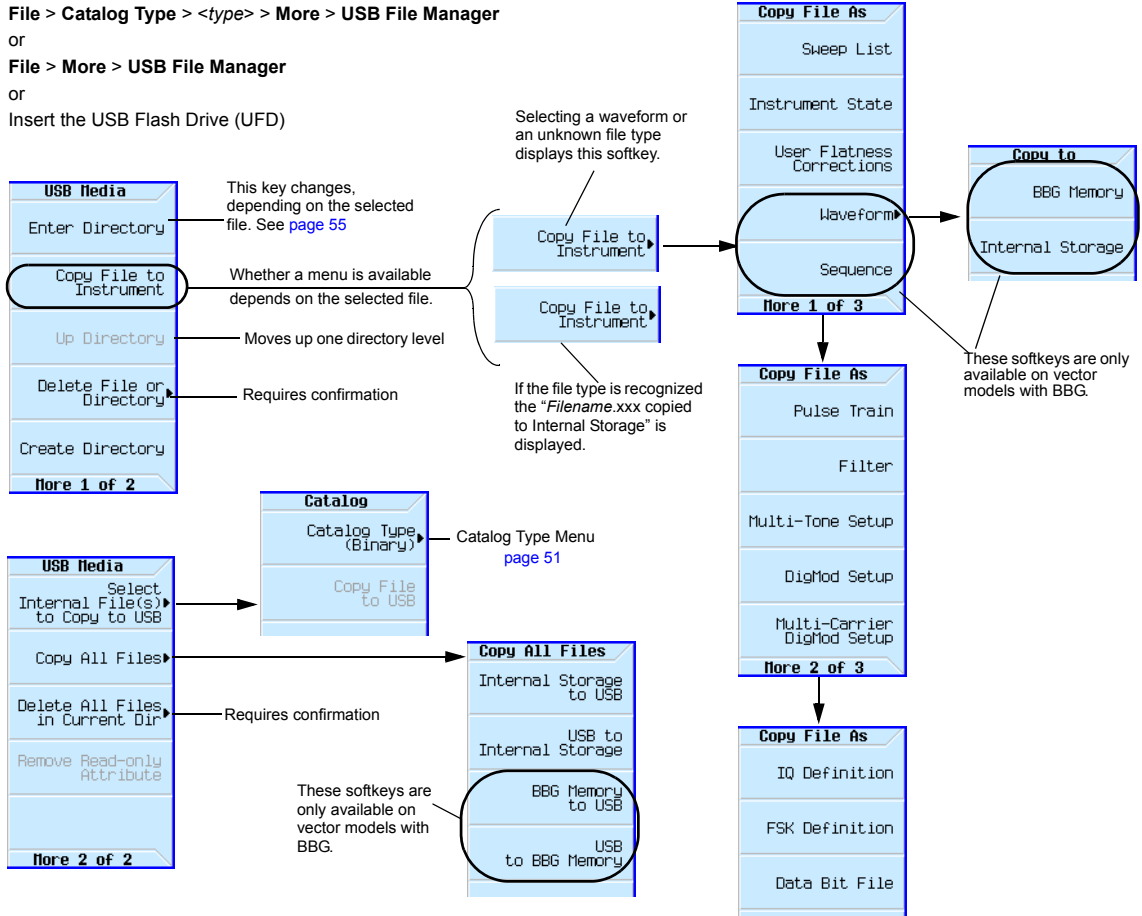 File > Catalog Type > <type> > More > USB File Manager
or
File > More > USB File Manager
or
Insert the USB Flash Drive (UFD)
USB Media
Enter Directory
Copy File to
Instrument
Up Directory
Delete File or
Directory
Create Directory
More 1 of 2
This key changes,
depending on the selected
file. See page 55
Whether a menu is available
depends on the selected file.
Moves up one directory level
Requires confirmation
Selecting a waveform or
an unknown file type
displays this softkey.
Copy File to
Instrument
Copy File to
Instrument
If the file type is recognized
the “Filename.xxx copied
to Internal Storage” is
displayed.
Copy File As
Sweep List
Instrument State
User Flatness
Corrections
Waveform
Sequence
More 1 of 3
Copy to
BBG Memory
Internal Storage
These softkeys are only
available on vector
models with BBG.
Copy File As
Pulse Train
Filter
Multi-Tone Setup
DigMod Setup
Multi-Carrier
DigMod Setup
More 2 of 3
Copy File As
IQ Definition
FSK Definition
Data Bit File
USB Media
Select
Internal File(s)
to Copy to USB
Copy All Files
Delete All Files
in Current Dir
Remove Read-only
Attribute
More 2 of 2
Catalog
Catalog Type
(Binary)
Copy File
to USB
Catalog Type Menu
page 51
Requires confirmation
Copy All Files
Internal Storage
to USB
USB to
Internal Storage
BBG Memory
to USB
USB
to BBG Memory
These softkeys are
only available on
vector models with
BBG.